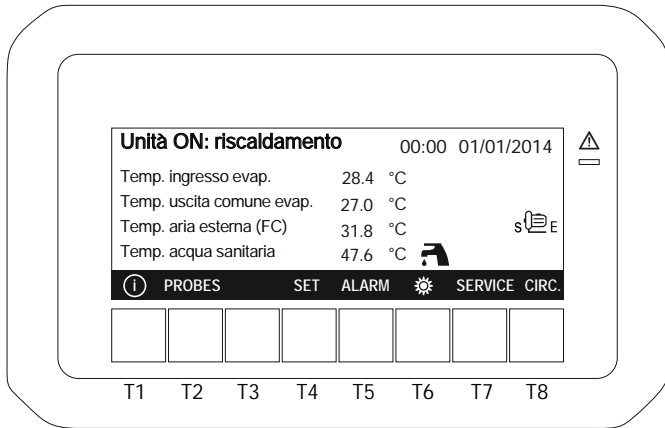 Unità ON: riscaldamento 00:00 01/01/2014
Temp. ingresso evap. 28.4 °C
Temp. uscita comune evap. 27.0 °C
Temp. aria esterna (FC) 31.8 °C S E
Temp. acqua sanitaria 47.6 °C
i PROBES SET ALARM SERVICE CIRC.
T1 T2 T3 T4 T5 T6 T7 T8